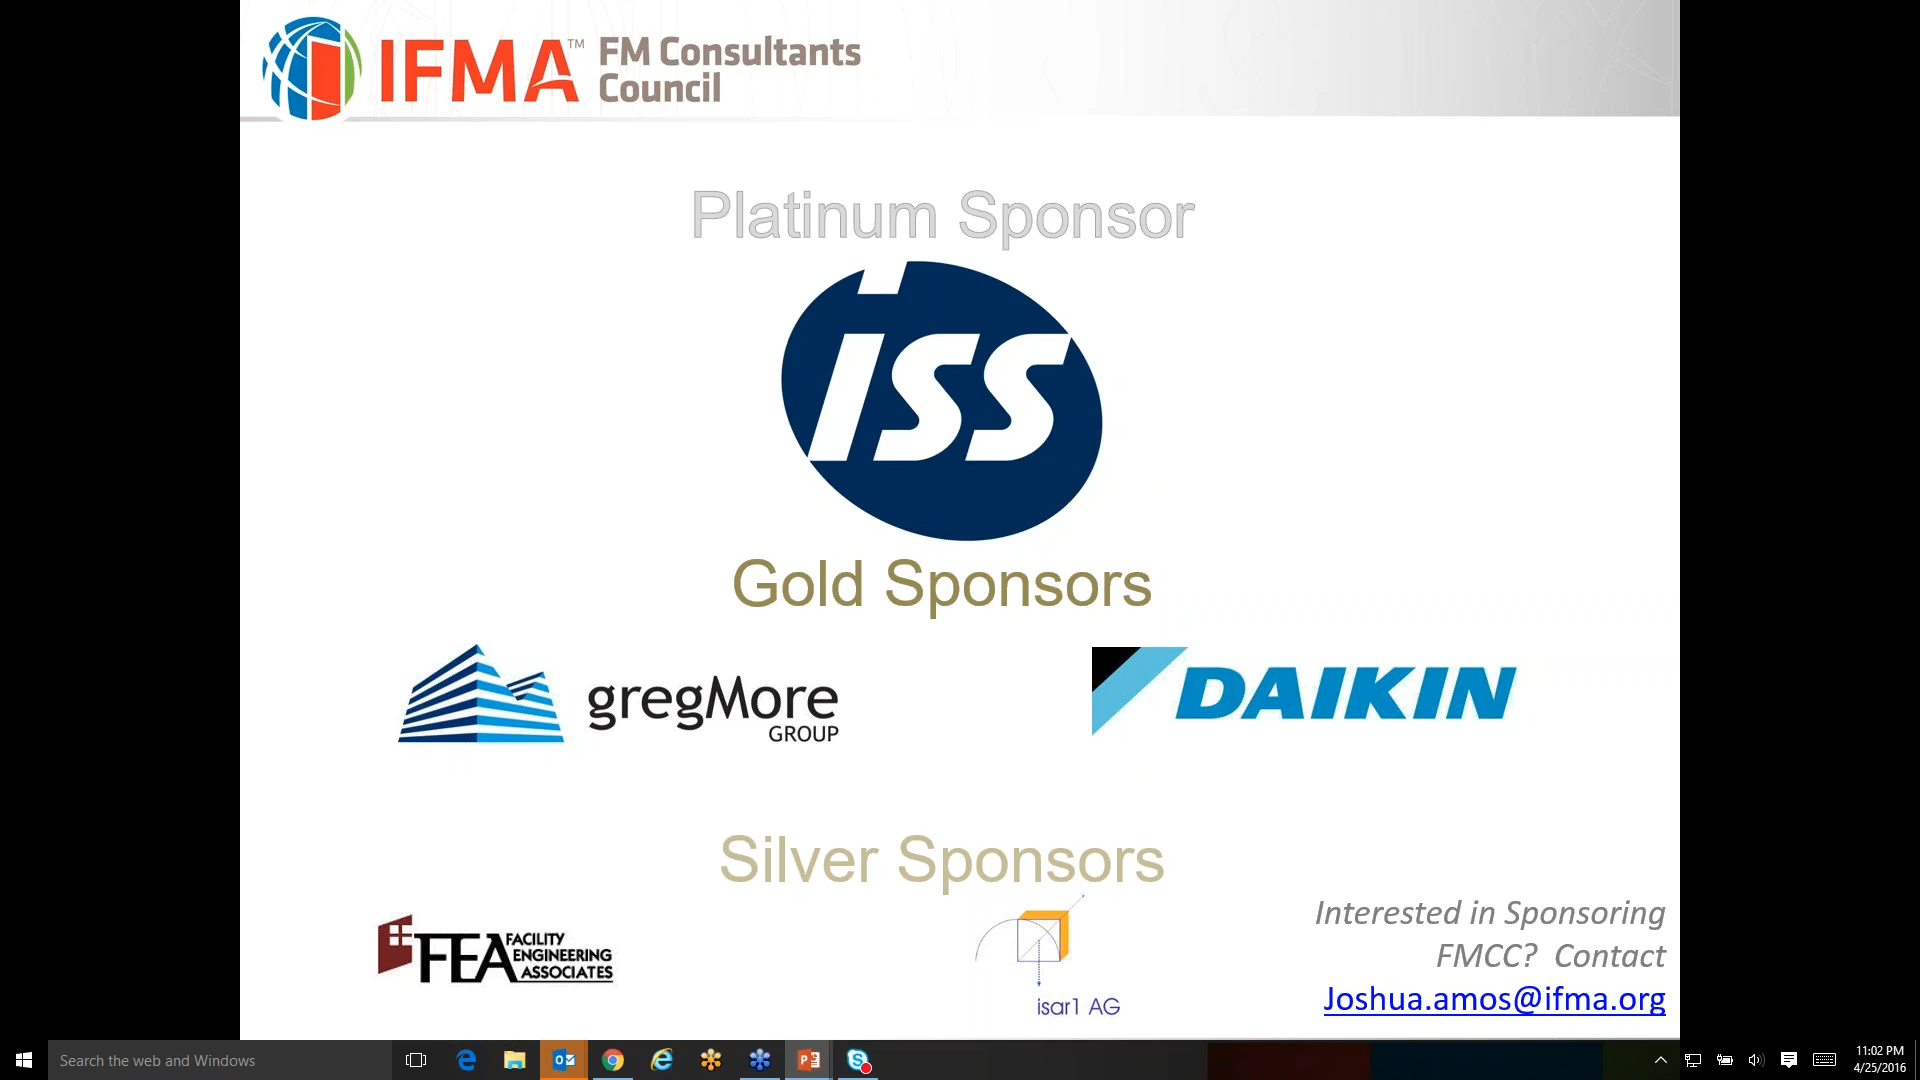 IFMA™ FM Consultants
Council
Platinum Sponsor
iss
Gold Sponsors
gregMore
GROUP
DAIKIN
Silver Sponsors
FEA FACILITY
ENGINEERING
ASSOCIATES
isar1 AG
Interested in Sponsoring
FMCC? Contact
Joshua.amos@ifma.org
Search the web and Windows
11:02 PM
4/25/2016